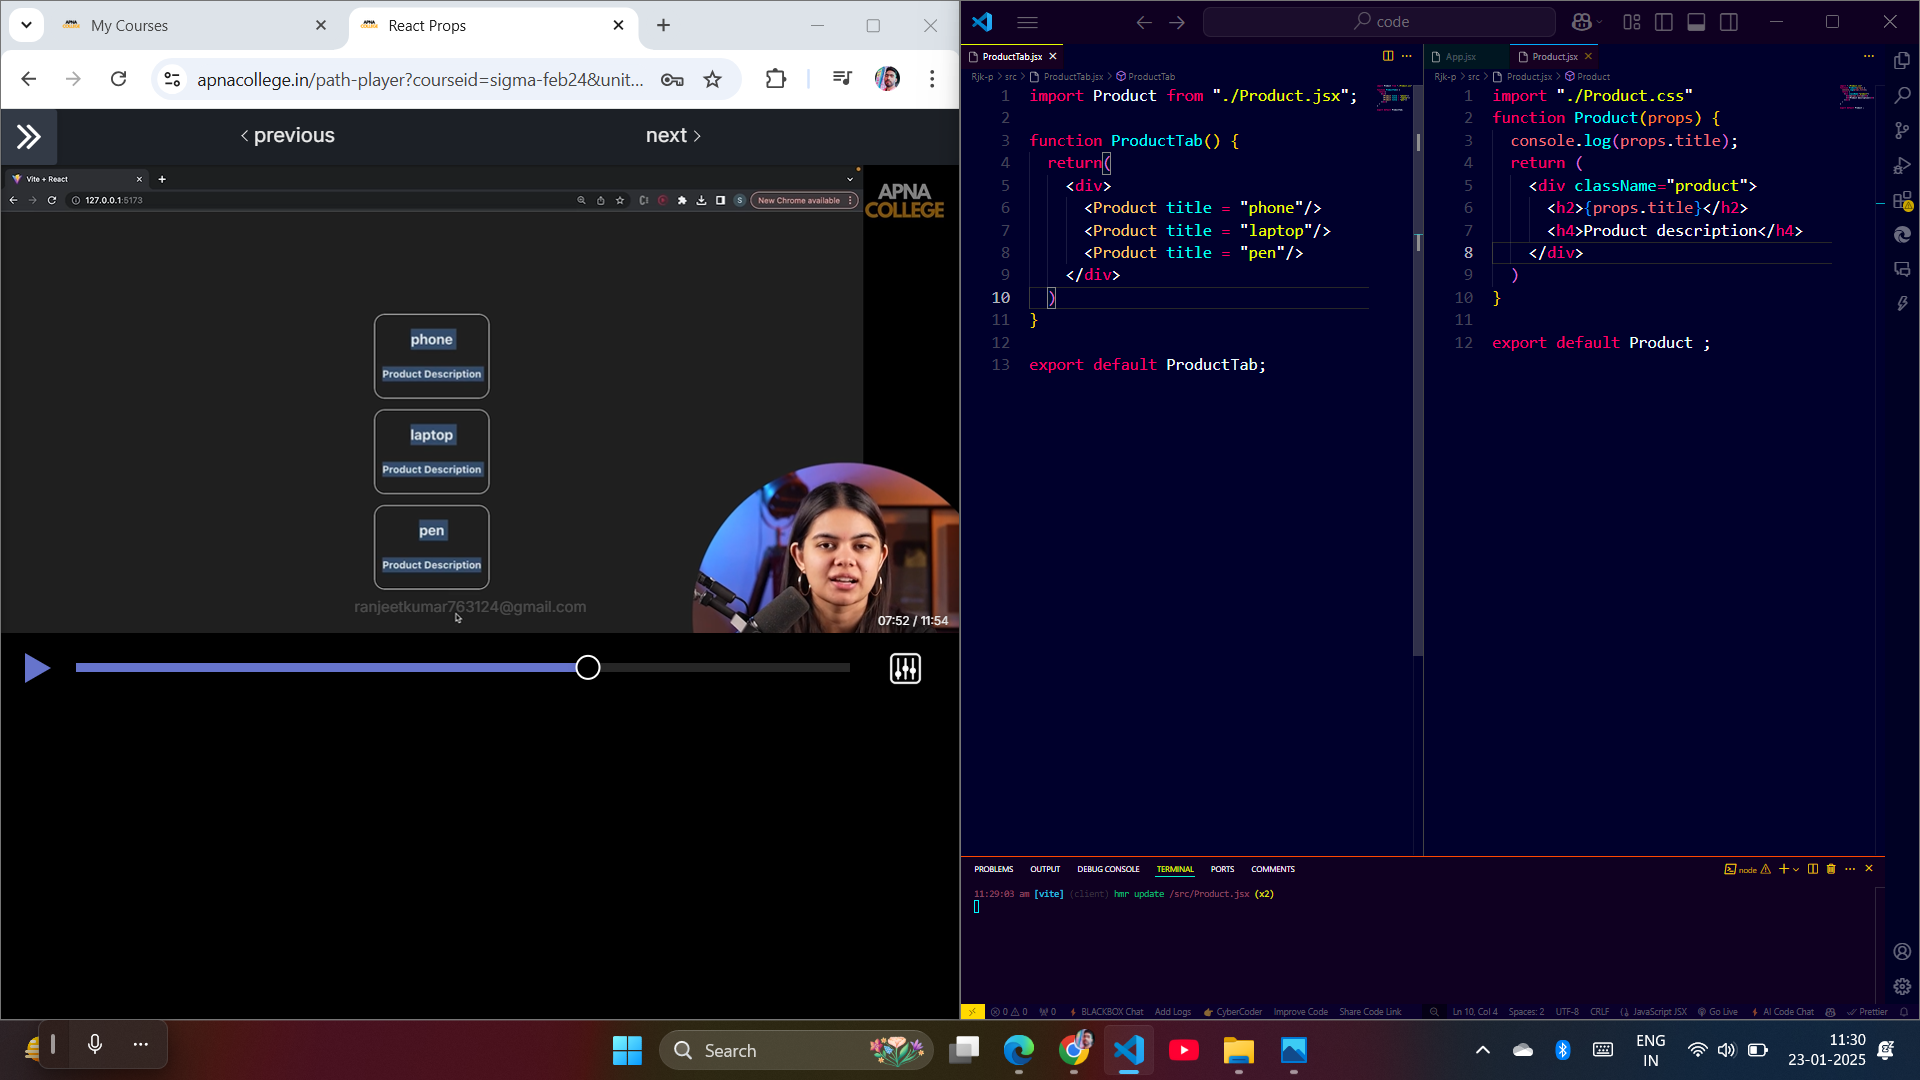 My Courses
React Props
apnacollege.in/path-player?courseid=sigma-feb24&unit...
previous
next
Vite + React
127.0.0.1:5173
New Chrome available
APNA
COLLEGE
phone
Product Description
laptop
Product Description
pen
Product Description
ranjeetkumar763124@gmail.com
07:52 / 11:54
code
ProductTab.jsx
Rjk-p > src > ProductTab.jsx > ProductTab
1 import Product from "./Product.jsx";
2
3 function ProductTab() {
4 return(
5 <div>
6 <Product title = "phone"/>
7 <Product title = "laptop"/>
8 <Product title = "pen"/>
9 </div>
10 )
11 }
12
13 export default ProductTab;
App.jsx
Product.jsx
Rjk-p > src > Product.jsx > Product
1 import "./Product.css"
2 function Product(props) {
3 console.log(props.title);
4 return (
5 <div className="product">
6 <h2>{props.title}</h2>
7 <h4>Product description</h4>
8 </div>
9 )
10 }
11
12 export default Product ;
PROBLEMS OUTPUT DEBUG CONSOLE TERMINAL PORTS COMMENTS
node
11:29:03 am [vite] (client) hmr update /src/Product.jsx (x2)
0 0 0 BLACKBOX Chat Add Logs CyberCoder Improve Code Share Code Link
Ln 10, Col 4 Spaces: 2 UTF-8 CRLF JavaScript JSX Go Live AI Code Chat Prettier
Search
ENG
IN
11:30
23-01-2025